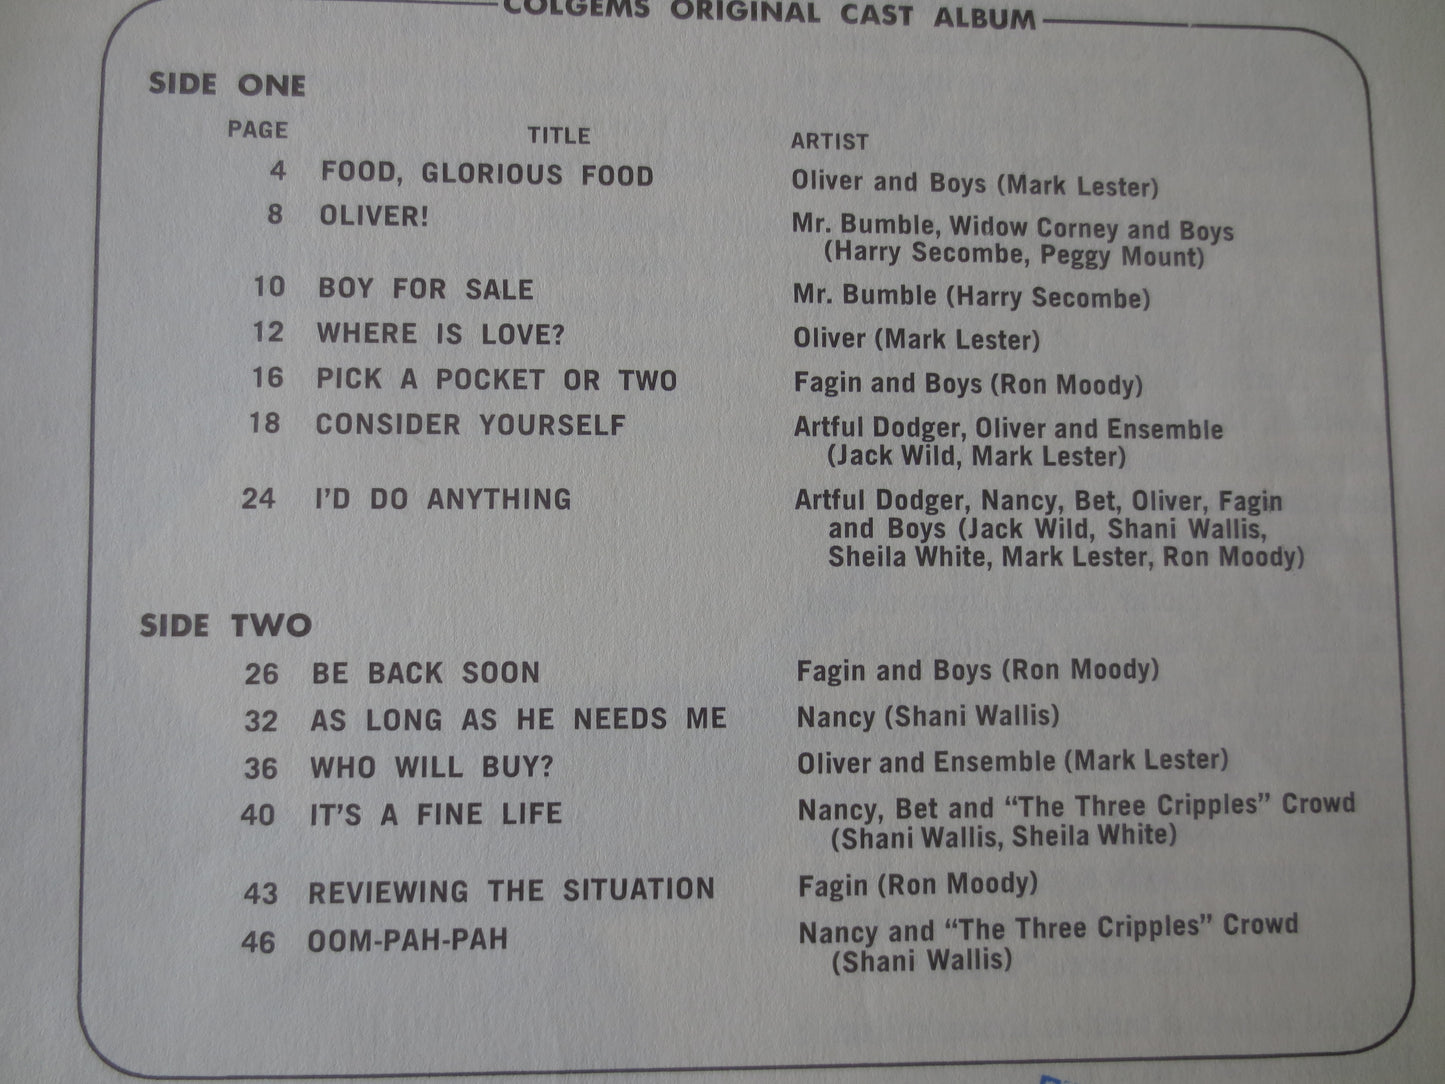 COLGEMS ORIGINAL CAST ALBUM
SIDE ONE
PAGE TITLE ARTIST
4 FOOD, GLORIOUS FOOD Oliver and Boys (Mark Lester)
8 OLIVER! Mr. Bumble, Widow Corney and Boys
(Harry Secombe, Peggy Mount)
10 BOY FOR SALE Mr. Bumble (Harry Secombe)
12 WHERE IS LOVE? Oliver (Mark Lester)
16 PICK A POCKET OR TWO Fagin and Boys (Ron Moody)
18 CONSIDER YOURSELF Artful Dodger, Oliver and Ensemble
(Jack Wild, Mark Lester)
24 I'D DO ANYTHING Artful Dodger, Nancy, Bet, Oliver, Fagin
and Boys (Jack Wild, Shani Wallis,
Sheila White, Mark Lester, Ron Moody)
SIDE TWO
26 BE BACK SOON Fagin and Boys (Ron Moody)
32 AS LONG AS HE NEEDS ME Nancy (Shani Wallis)
36 WHO WILL BUY? Oliver and Ensemble (Mark Lester)
40 IT'S A FINE LIFE Nancy, Bet and “The Three Cripples” Crowd
(Shani Wallis, Sheila White)
43 REVIEWING THE SITUATION Fagin (Ron Moody)
46 OOM-PAH-PAH Nancy and “The Three Cripples” Crowd
(Shani Wallis)